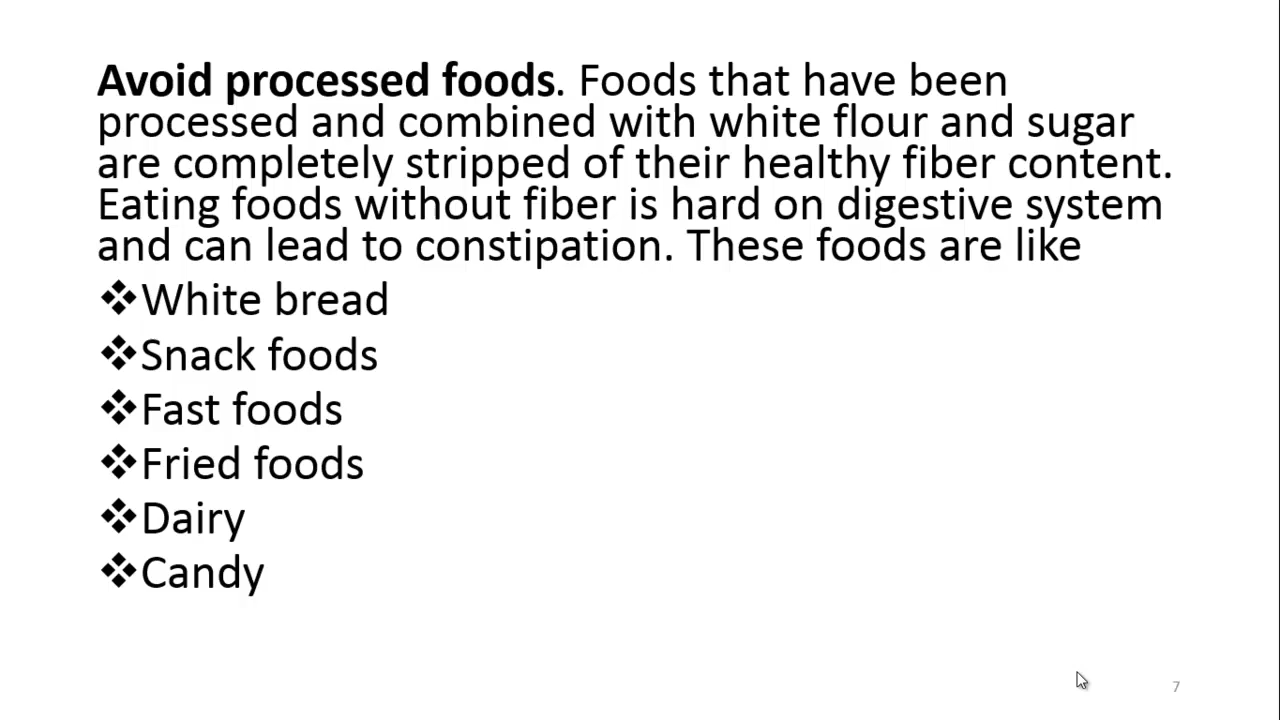 Avoid processed foods. Foods that have been
processed and combined with white flour and sugar
are completely stripped of their healthy fiber content.
Eating foods without fiber is hard on digestive system
and can lead to constipation. These foods are like
❖White bread
❖Snack foods
❖Fast foods
❖Fried foods
❖Dairy
❖Candy
7